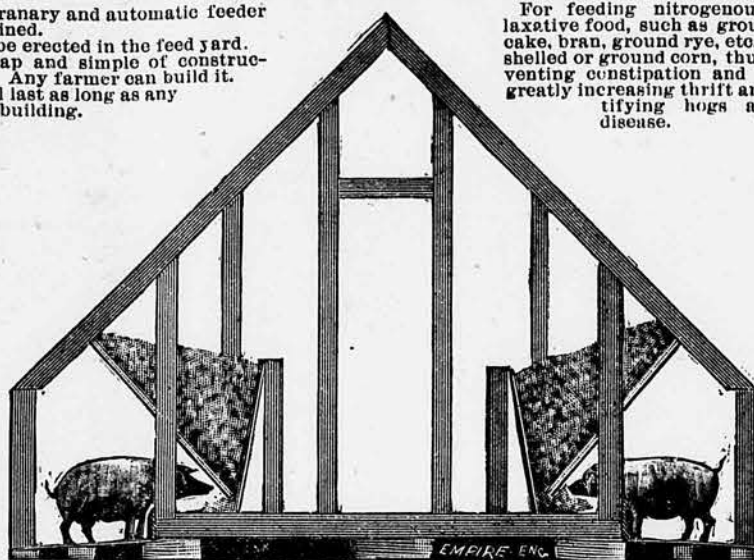 ranary and automatic feeder
ined.
be erected in the feed yard.
ap and simple of construc-
Any farmer can build it.
l last as long as any
building.
For feeding nitrogenou
laxative food, such as grou
cake, bran, ground rye, etc
shelled or ground corn, thu
venting constipation and
greatly increasing thrift an
tifying hogs a
disease.
EMPIRE ENG